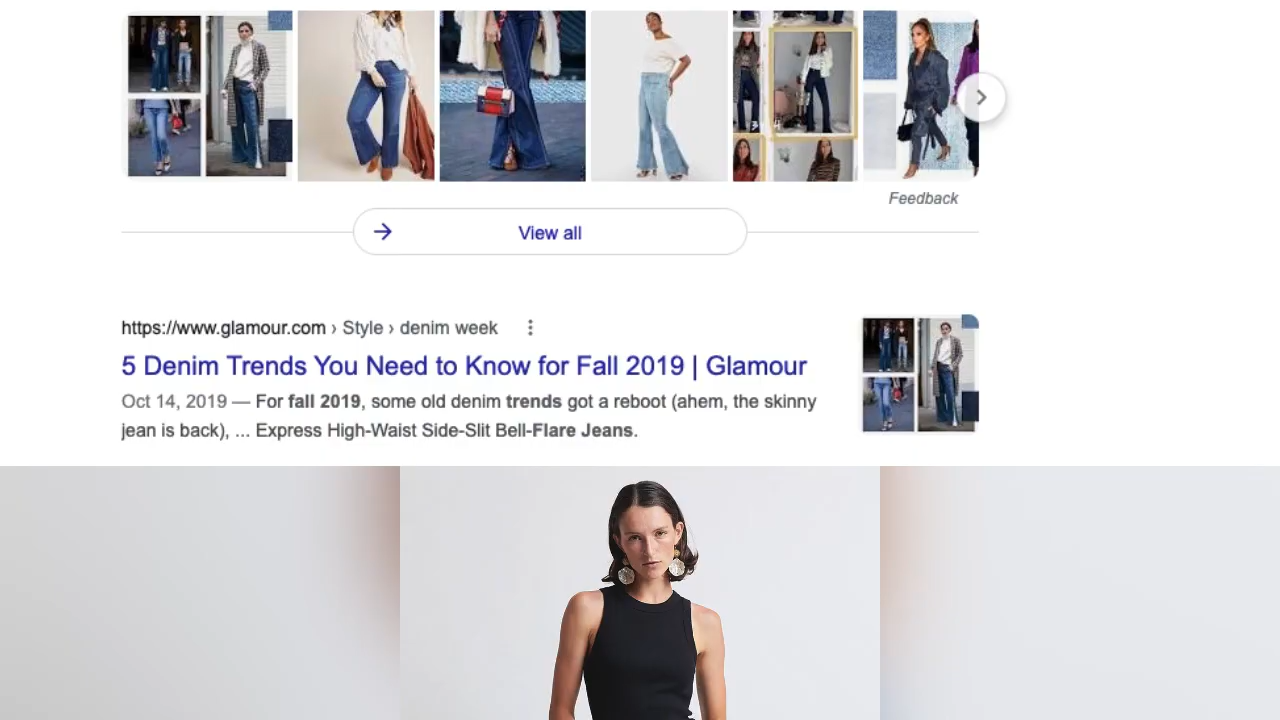 Feedback
View all
https://www.glamour.com › Style › denim week
5 Denim Trends You Need to Know for Fall 2019 | Glamour
Oct 14, 2019 — For fall 2019, some old denim trends got a reboot (ahem, the skinny
jean is back), ... Express High-Waist Side-Slit Bell-Flare Jeans.